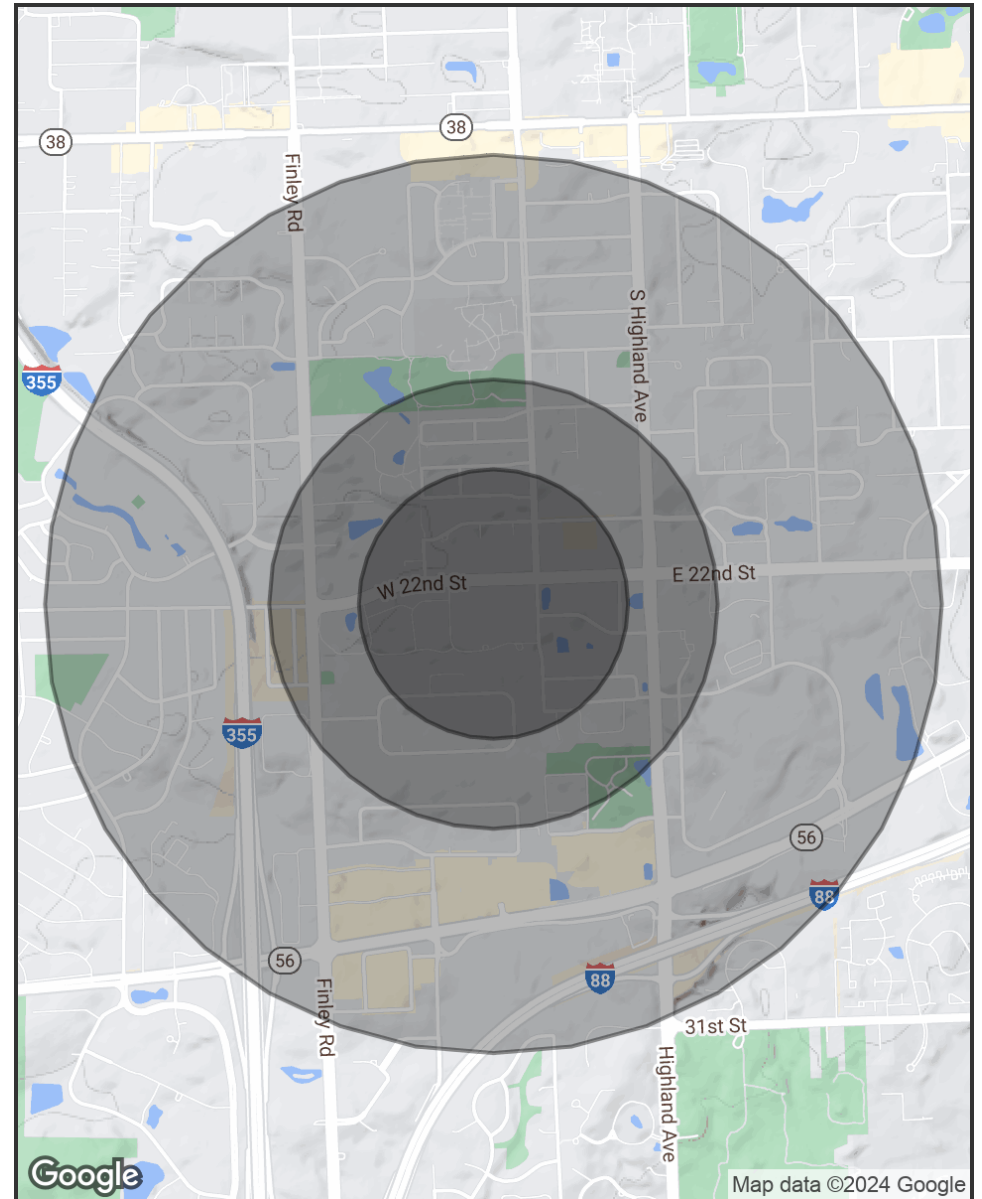 38
38
Finley Rd
S Highland Ave
355
W 22nd St
E 22nd St
355
56
88
56
88
Finley Rd
31st St
Highland Ave
Google
Map data ©2024 Google